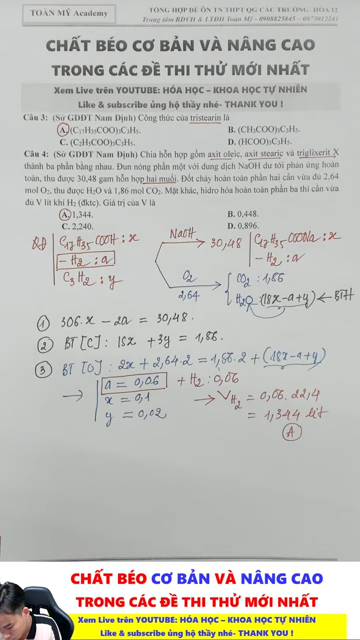 TOÀN MỸ Academy
TỔNG HỢP ĐỀ ÔN TN THPT QG CÁC TRƯỜNG - HÓA 12
Trung tâm BDVH & LTĐH Toàn Mỹ - 0908825845
CHẤT BÉO CƠ BẢN VÀ NÂNG CAO
TRONG CÁC ĐỀ THI THỬ MỚI NHẤT
Xem Live trên YOUTUBE: HÓA HỌC – KHOA HỌC TỰ NHIÊN
Like & subscribe ủng hộ thầy nhé- THANK YOU !
Câu 3: (Sở GDĐT Nam Định) Công thức của tristearin là
A. (C17H35COO)3C3H5. B. (CH3COO)3C3H5.
C. (C2H5COO)3C3H5. D. (HCOO)3C3H5.
Câu 4: (Sở GDĐT Nam Định) Chia hỗn hợp gồm axit oleic, axit stearic và triglixerit X
thành ba phần bằng nhau. Đun nóng phần một với dung dịch NaOH dư tới phản ứng hoàn
toàn, thu được 30,48 gam hỗn hợp hai muối. Đốt cháy hoàn toàn phần hai cần vừa đủ 2,64
mol O2, thu được H2O và 1,86 mol CO2. Mặt khác, hidro hóa hoàn toàn phần ba thì cần vừa
đủ V lít khí H2 (đktc). Giá trị của V là
A. 1,344. B. 0,448.
C. 2,240. D. 0,896.
C17H35COOH : x
- H2 : a
C3H2 : y
NaOH
30,48
C17H35COONa : x
- H2 : a
O2
2,64
CO2 : 1,86
H2O : (18x-a+y) ← BTH
① 306.x - 2a = 30,48.
② BT[C]: 18x + 3y = 1,86.
③ BT[O]: 2x + 2,64.2 = 1,86.2 + (18x-a+y)
→ a = 0,06 + H2 : 0,06
x = 0,1 → VH2 = 0,06.22,4
y = 0,02 = 1,344 lít
A
CHẤT BÉO CƠ BẢN VÀ NÂNG CAO
TRONG CÁC ĐỀ THI THỬ MỚI NHẤT
Xem Live trên YOUTUBE: HÓA HỌC – KHOA HỌC TỰ NHIÊN
Like & subscribe ủng hộ thầy nhé- THANK YOU !